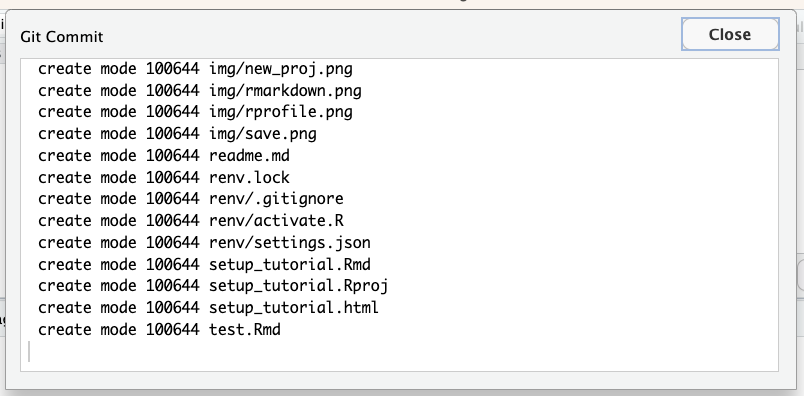 Git Commit
Close
create mode 100644 img/new_proj.png
create mode 100644 img/rmarkdown.png
create mode 100644 img/rprofile.png
create mode 100644 img/save.png
create mode 100644 readme.md
create mode 100644 renv.lock
create mode 100644 renv/.gitignore
create mode 100644 renv/activate.R
create mode 100644 renv/settings.json
create mode 100644 setup_tutorial.Rmd
create mode 100644 setup_tutorial.Rproj
create mode 100644 setup_tutorial.html
create mode 100644 test.Rmd